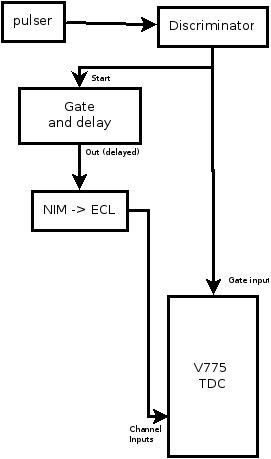 pulser
Discriminator
Start
Gate
and delay
Out (delayed)
NIM -> ECL
Gate input
V775
TDC
Channel
Inputs